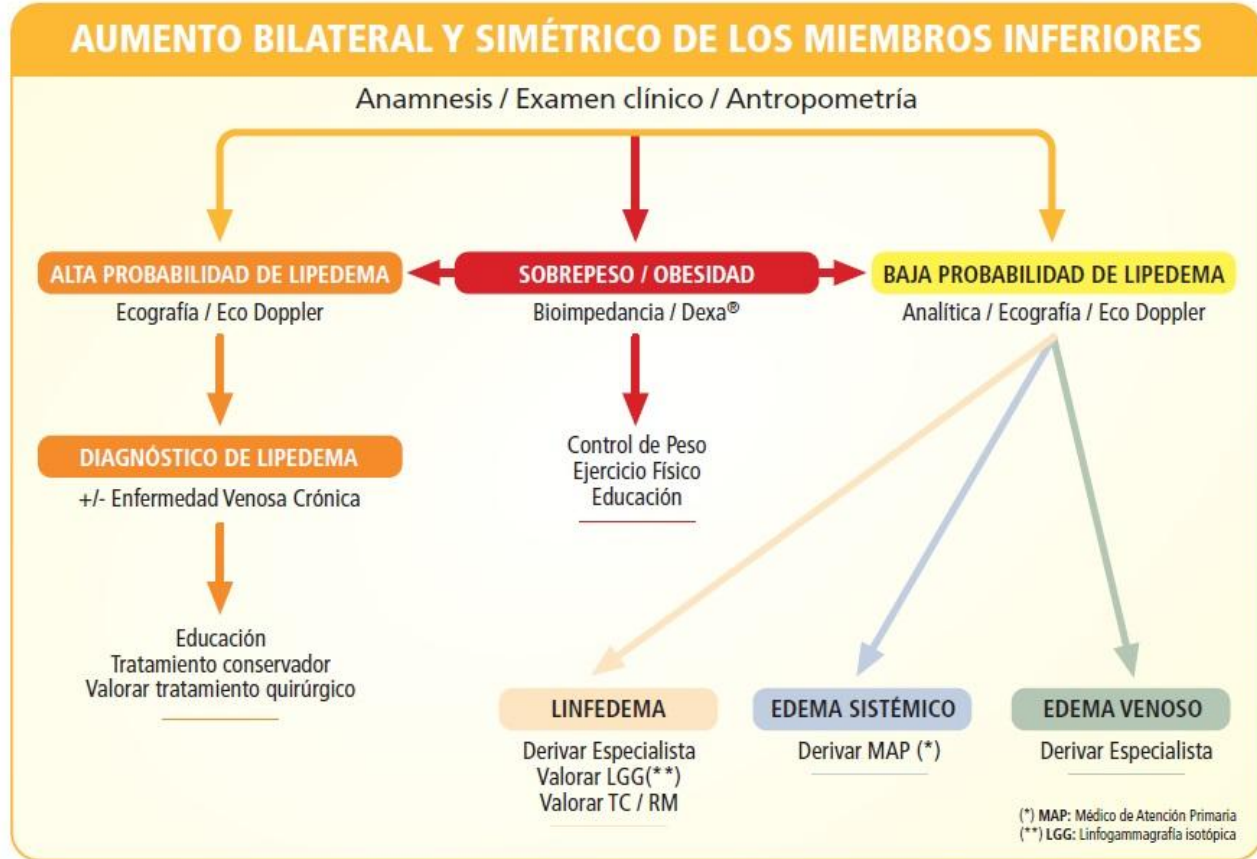 AUMENTO BILATERAL Y SIMÉTRICO DE LOS MIEMBROS INFERIORES
Anamnesis / Examen clínico / Antropometría
ALTA PROBABILIDAD DE LIPEDEMA
Ecografía / Eco Doppler
SOBREPESO / OBESIDAD
Bioimpedancia / Dexa®
BAJA PROBABILIDAD DE LIPEDEMA
Analítica / Ecografía / Eco Doppler
DIAGNÓSTICO DE LIPEDEMA
+/- Enfermedad Venosa Crónica
Control de Peso
Ejercicio Físico
Educación
Educación
Tratamiento conservador
Valorar tratamiento quirúrgico
LINFEDEMA
Derivar Especialista
Valorar LGG(**)
Valorar TC / RM
EDEMA SISTÉMICO
Derivar MAP (*)
EDEMA VENOSO
Derivar Especialista
(*) MAP: Médico de Atención Primaria
(**) LGG: Linfogammagrafía isotópica